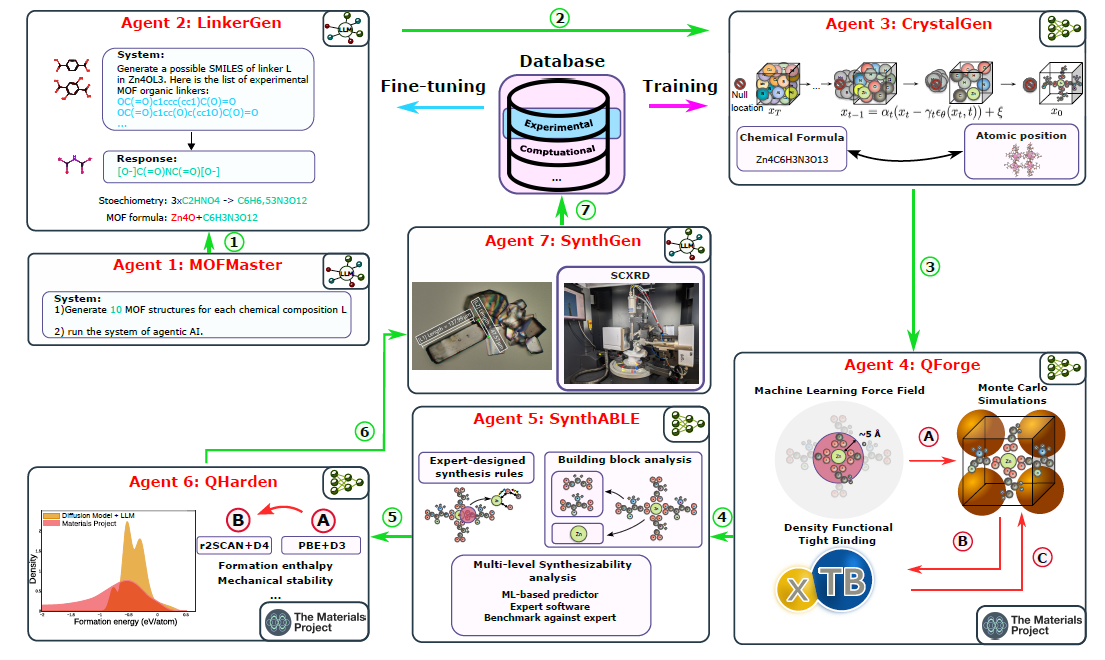 Agent 2: LinkerGen
LLM
System:
Generate a possible SMILES of linker L
in Zn4OL3. Here is the list of experimental
MOF organic linkers:
OC(=O)c1ccc(cc1)C(O)=O
OC(=O)c1cc(O)c(cc1O)C(O)=O
...
Response:
[O-]C(=O)NC(=O)[O-]
Stoechiometry: 3xC2HNO4 -> C6H6,53N3O12
MOF formula: Zn4O+C6H3N3O12
1
Agent 1: MOFMaster
LLM
System:
1)Generate 10 MOF structures for each chemical composition L
2) run the system of agentic AI.
2
Database
Fine-tuning
Training
Experimental
Comptuational
...
7
Agent 3: CrystalGen
Null
location
x_T
...
x_{t-1} = α_t(x_t − γ_tϵ_θ(x_t, t)) + ξ
x_0
Chemical Formula
Zn4C6H3N3O13
Atomic position
3
Agent 7: SynthGen
LLM
SCXRD
Agent 4: QForge
Machine Learning Force Field
~5 Å
Zn
A
Monte Carlo
Simulations
Zn
Density Functional
Tight Binding
xTB
B
C
The Materials
Project
4
Agent 5: SynthABLE
Expert-designed
synthesis rules
Building block analysis
Zn
Multi-level Synthesizability
analysis
ML-based predictor
Expert software
Benchmark against expert
5
6
Agent 6: QHarden
Diffusion Model + LLM
Materials Project
Density
Formation energy (eV/atom)
B
A
r2SCAN+D4
PBE+D3
Formation enthalpy
Mechanical stability
...
The Materials
Project